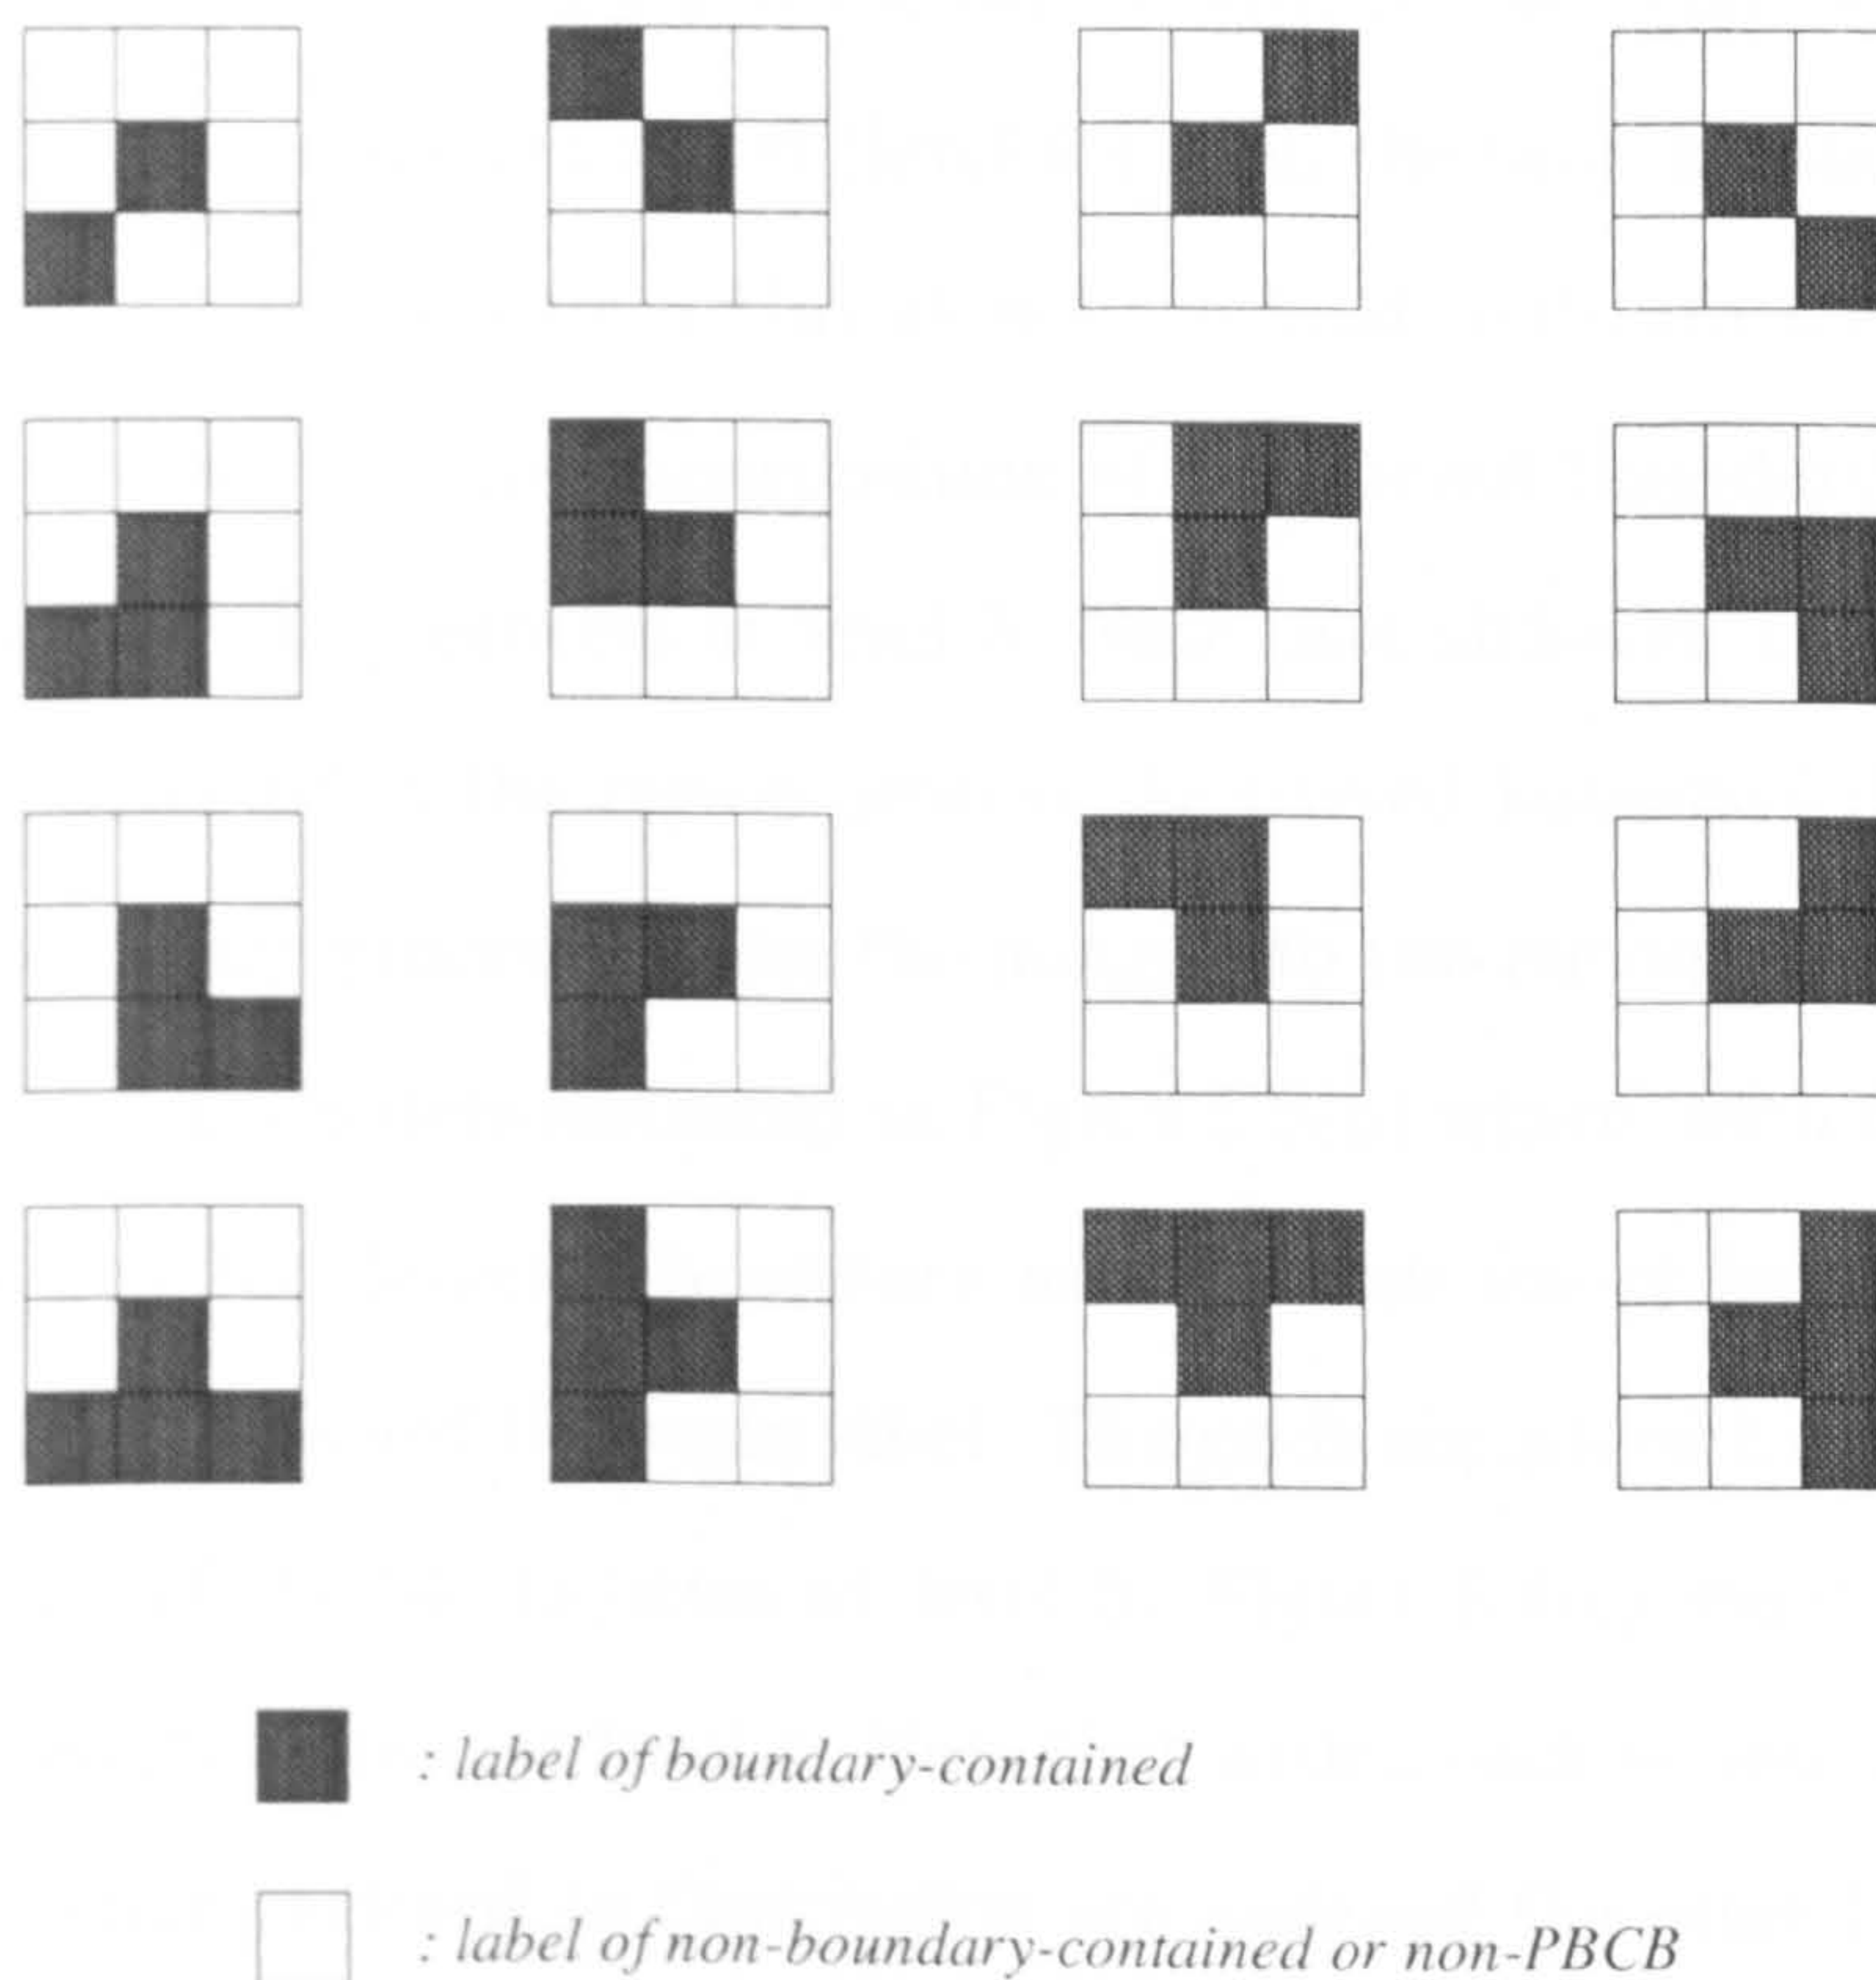 : label of boundary-contained
: label of non-boundary-contained or non-PBCB